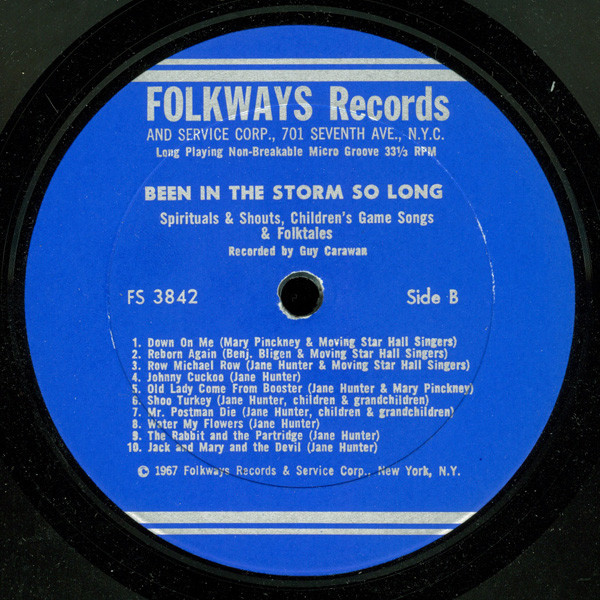 FOLKWAYS Records
AND SERVICE CORP., 701 SEVENTH AVE., N.Y.C.
Long Playing Non-Breakable Micro Groove 33⅓ RPM
BEEN IN THE STORM SO LONG
Spirituals & Shouts, Children's Game Songs
& Folktales
Recorded by Guy Carawan
FS 3842
Side B
1. Down On Me (Mary Pinckney & Moving Star Hall Singers)
2. Reborn Again (Benj. Bligen & Moving Star Hall Singers)
3. Row Michael Row (Jane Hunter & Moving Star Hall Singers)
4. Johnny Cuckoo (Jane Hunter)
5. Old Lady Come From Booster (Jane Hunter & Mary Pinckney)
6. Shoo Turkey (Jane Hunter, children & grandchildren)
7. Mr. Postman Die (Jane Hunter, children & grandchildren)
8. Water My Flowers (Jane Hunter)
9. The Rabbit and the Partridge (Jane Hunter)
10. Jack and Mary and the Devil (Jane Hunter)
© 1967 Folkways Records & Service Corp., New York, N.Y.